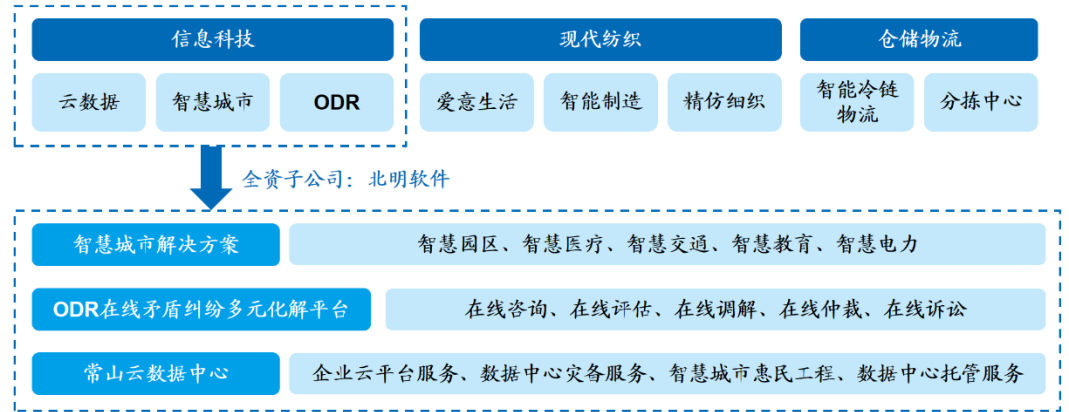 信息科技
现代纺织
仓储物流
云数据
智慧城市
ODR
爱意生活
智能制造
精仿细织
智能冷链
物流
分拣中心
全资子公司：北明软件
智慧城市解决方案
智慧园区、智慧医疗、智慧交通、智慧教育、智慧电力
ODR在线矛盾纠纷多元化解平台
在线咨询、在线评估、在线调解、在线仲裁、在线诉讼
常山云数据中心
企业云平台服务、数据中心灾备服务、智慧城市惠民工程、数据中心托管服务